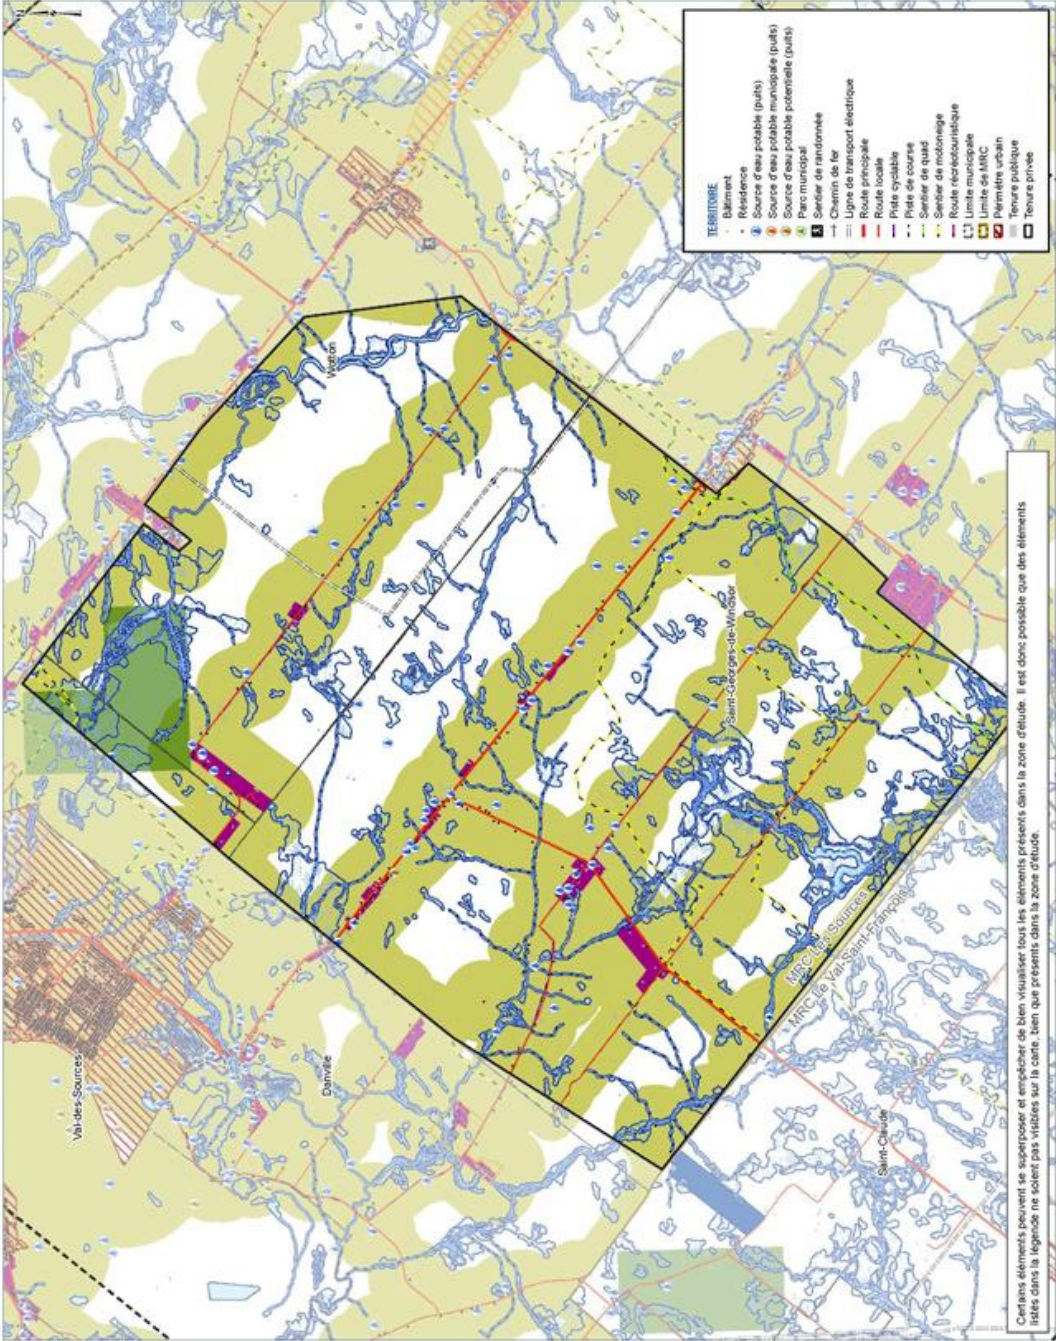 TERRITOIRE
Bâtiment
Résidence
Source d'eau potable (puits)
Source d'eau potable municipale (puits)
Source d'eau potable potentielle (puits)
Parc municipal
Sentier de randonnée
Chemin de fer
Ligne de transport électrique
Route principale
Route locale
Piste cyclable
Piste de course
Sentier de quad
Sentier de motoneige
Route récréotouristique
Limite municipale
Limite de MRC
Périmètre urbain
Tenure publique
Tenure privée
Val-des-Sources
Danville
Wotton
Saint-Georges-de-Windsor
Saint-Claude
MRC Les Sources
MRC Le Val-Saint-François
Certains éléments peuvent se superposer et empêcher de bien visualiser tous les éléments présents dans la zone d'étude. Il est donc possible que des éléments
listés dans la légende ne soient pas visibles sur la carte, bien que présents dans la zone d'étude.